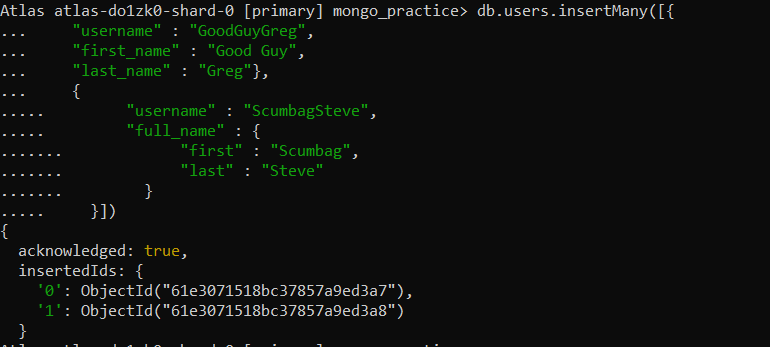 Atlas atlas-do1zk0-shard-0 [primary] mongo_practice> db.users.insertMany([{
... "username" : "GoodGuyGreg",
... "first_name" : "Good Guy",
... "last_name" : "Greg"},
... {
..... "username" : "ScumbagSteve",
..... "full_name" : {
....... "first" : "Scumbag",
....... "last" : "Steve"
....... }
..... }])
{
acknowledged: true,
insertedIds: {
'0': ObjectId("61e3071518bc37857a9ed3a7"),
'1': ObjectId("61e3071518bc37857a9ed3a8")
}